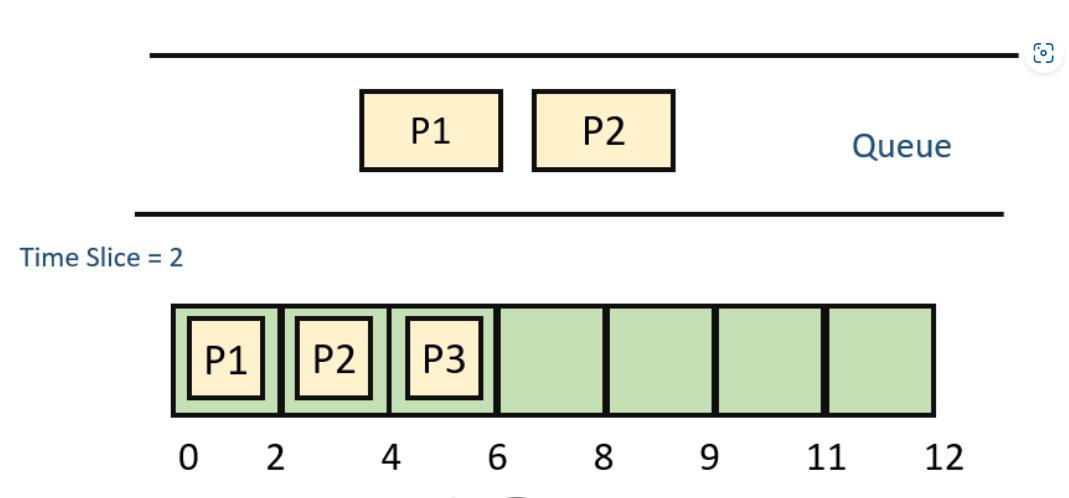 P1 P2 Queue
Time Slice = 2
P1 P2 P3
0 2 4 6 8 9 11 12